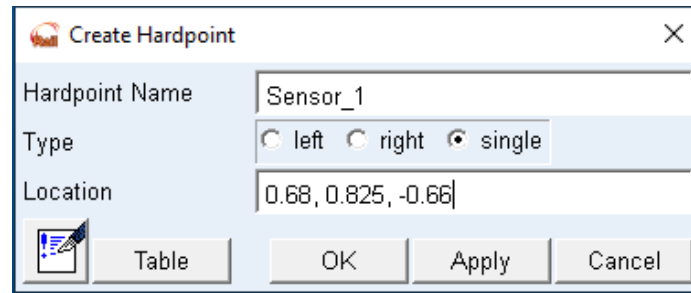 Create Hardpoint
Hardpoint Name Sensor_1
Type left right single
Location 0.68, 0.825, -0.66
Table OK Apply Cancel